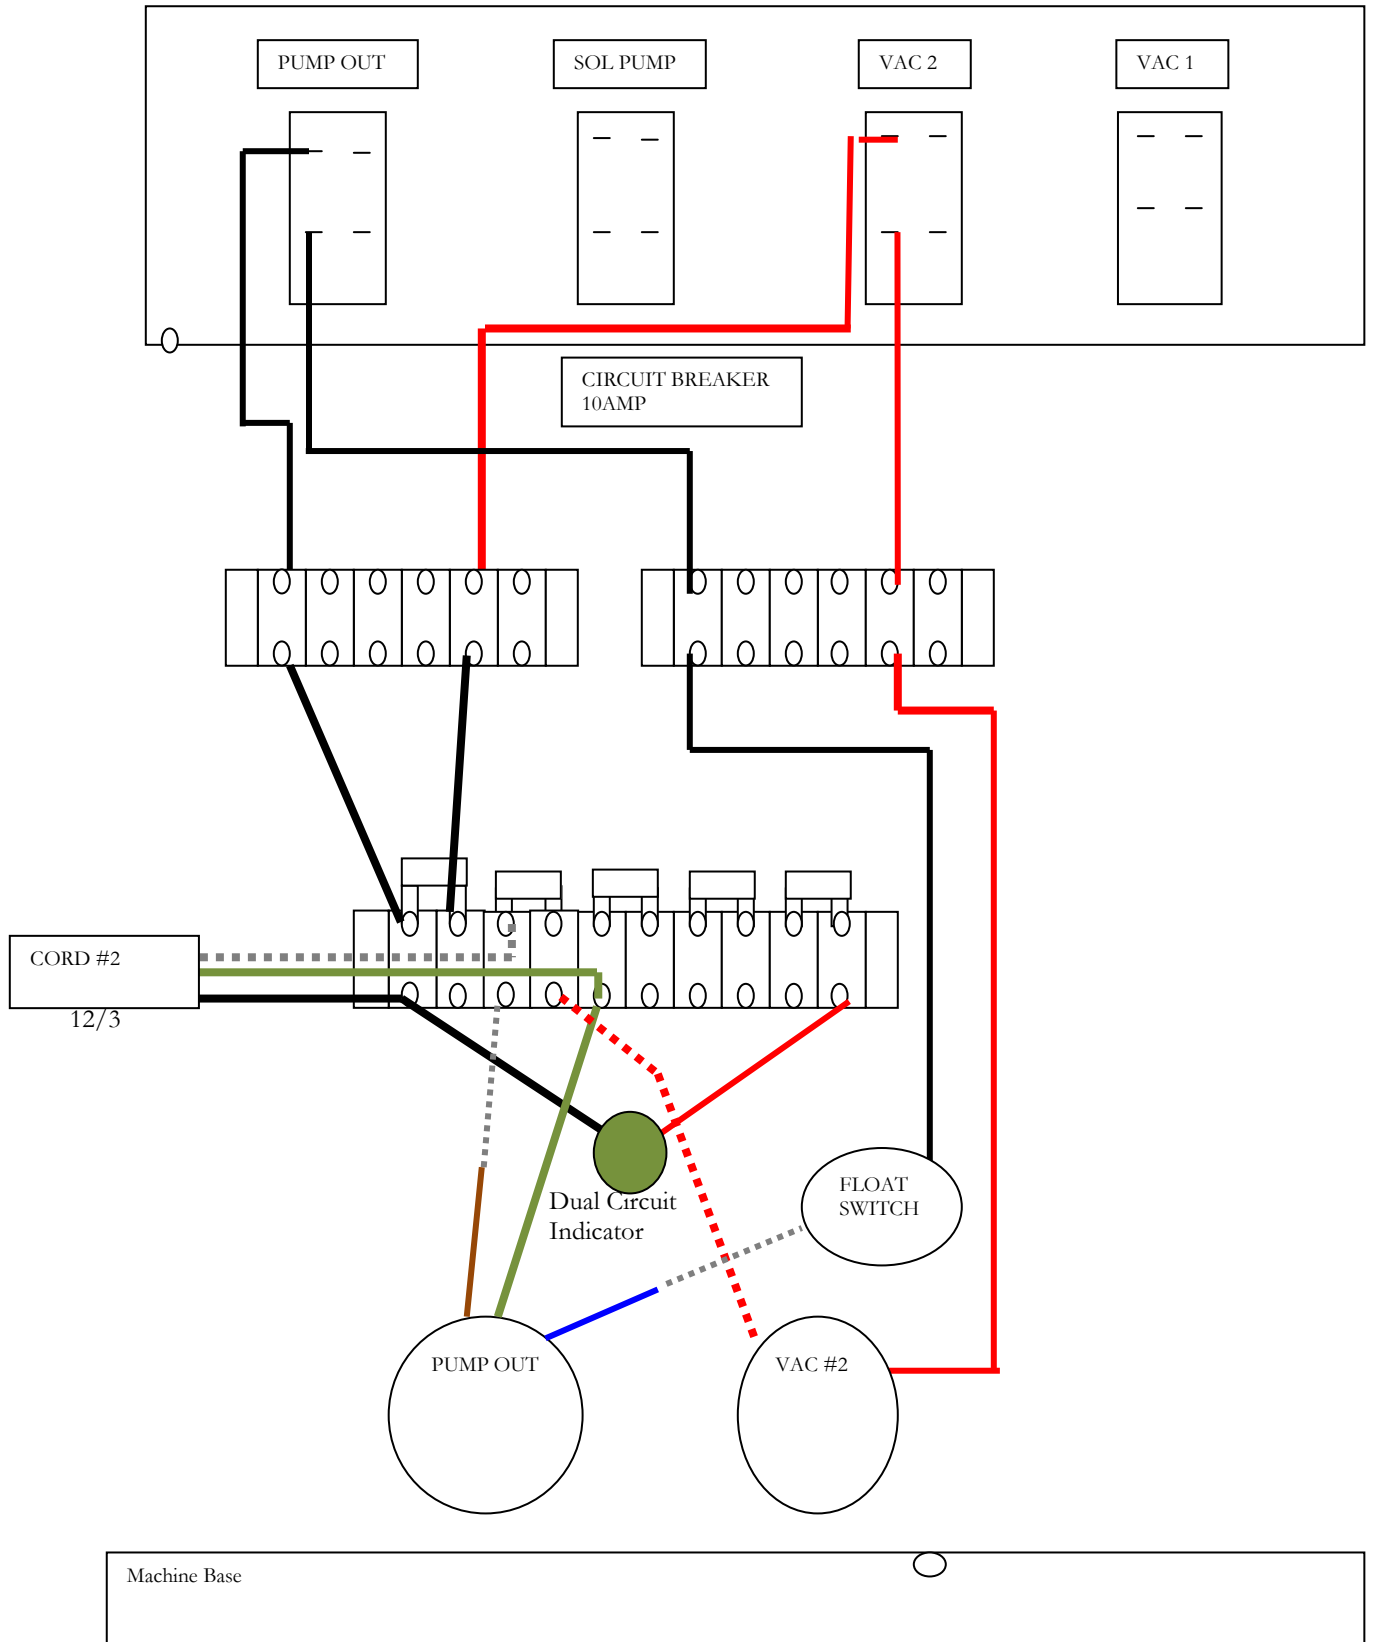 PUMP OUT
SOL PUMP
VAC 2
VAC 1
CIRCUIT BREAKER
10AMP
CORD #2
12/3
Dual Circuit
Indicator
FLOAT
SWITCH
PUMP OUT
VAC #2
Machine Base